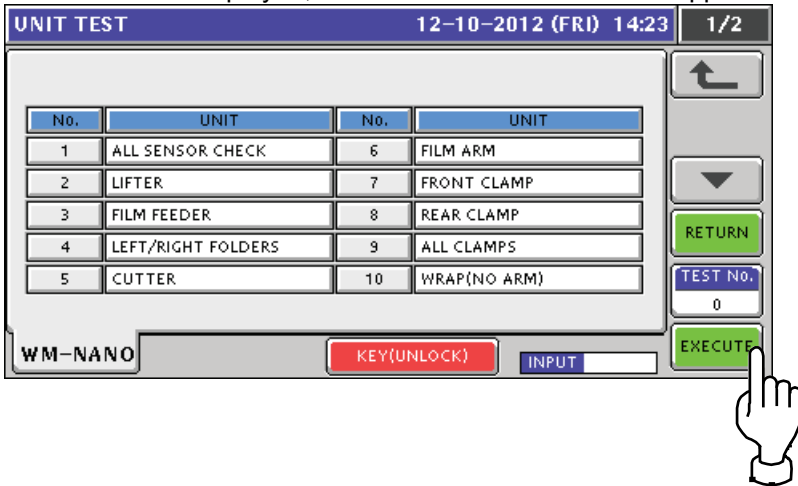 UNIT TEST 12-10-2012 (FRI) 14:23 1/2
No. UNIT No. UNIT
1 ALL SENSOR CHECK 6 FILM ARM
2 LIFTER 7 FRONT CLAMP
3 FILM FEEDER 8 REAR CLAMP
4 LEFT/RIGHT FOLDERS 9 ALL CLAMPS
5 CUTTER 10 WRAP(NO ARM)
RETURN
TEST No.
0
WM-NANO KEY(UNLOCK) INPUT EXECUTE